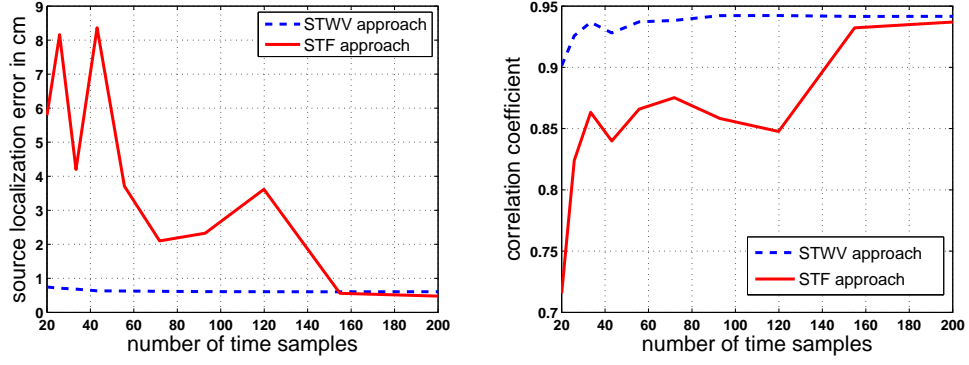 source localization error in cm
9
8
7
6
5
4
3
2
1
0
20 40 60 80 100 120 140 160 180 200
number of time samples
STWV approach
STF approach
correlation coefficient
0.95
0.9
0.85
0.8
0.75
0.7
20 40 60 80 100 120 140 160 180 200
number of time samples
STWV approach
STF approach